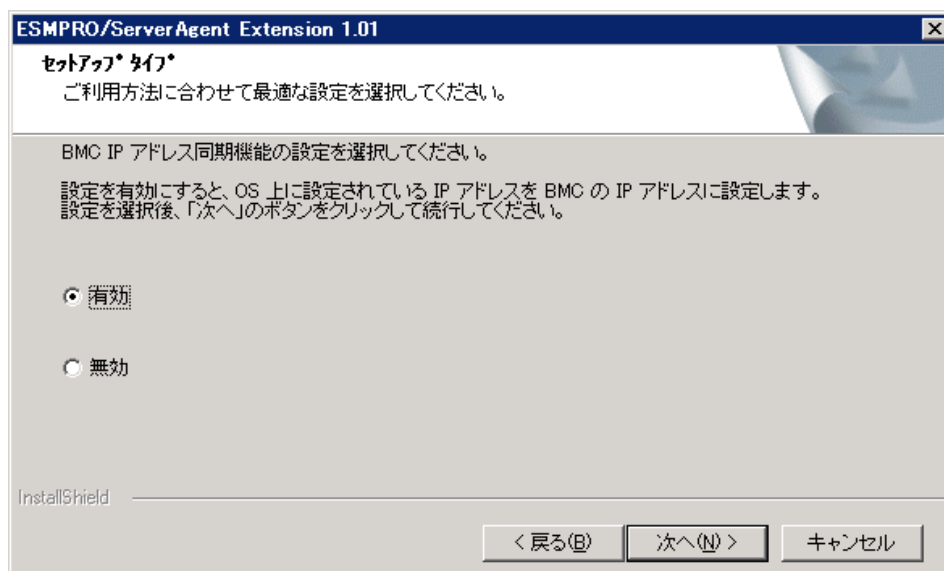 ESMPRO/ServerAgent Extension 1.01
ｾｯﾄｱｯﾌﾟ ﾀｲﾌﾟ
ご利用方法に合わせて最適な設定を選択してください。
BMC IP アドレス同期機能の設定を選択してください。
設定を有効にすると、OS 上に設定されている IP アドレスを BMC の IP アドレスに設定します。
設定を選択後、「次へ」のボタンをクリックして続行してください。
有効
無効
InstallShield
< 戻る(B)
次へ(N) >
キャンセル